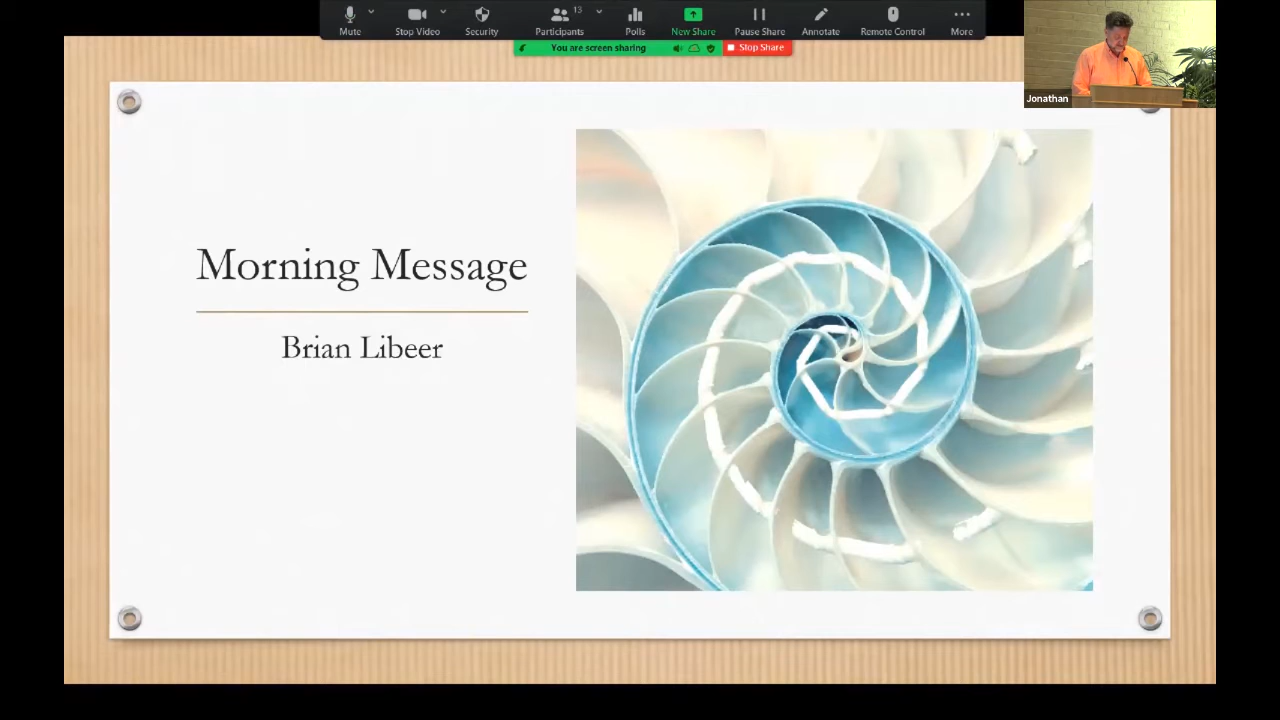 Mute
Stop Video
Security
13
Participants
Polls
New Share
Pause Share
Annotate
Remote Control
More
You are screen sharing
Stop Share
Jonathan
Morning Message
Brian Libeer